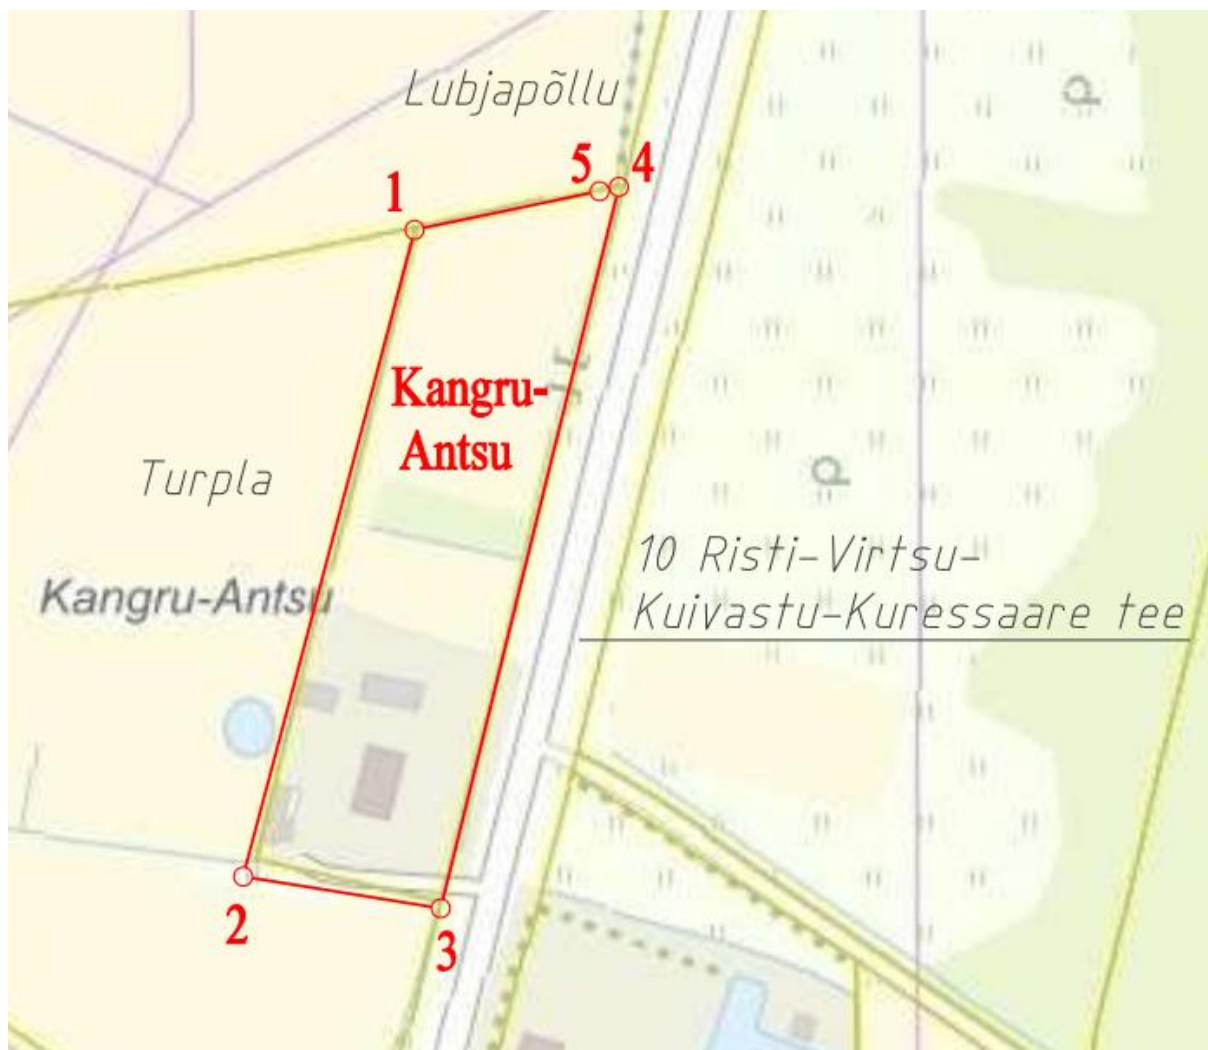 Lubjapõllu
5 4
1
Kangru-
Antsu
Turpla
10 Risti-Virtsu-
Kuivastu-Kuressaare tee
Kangru-Antsu
2
3